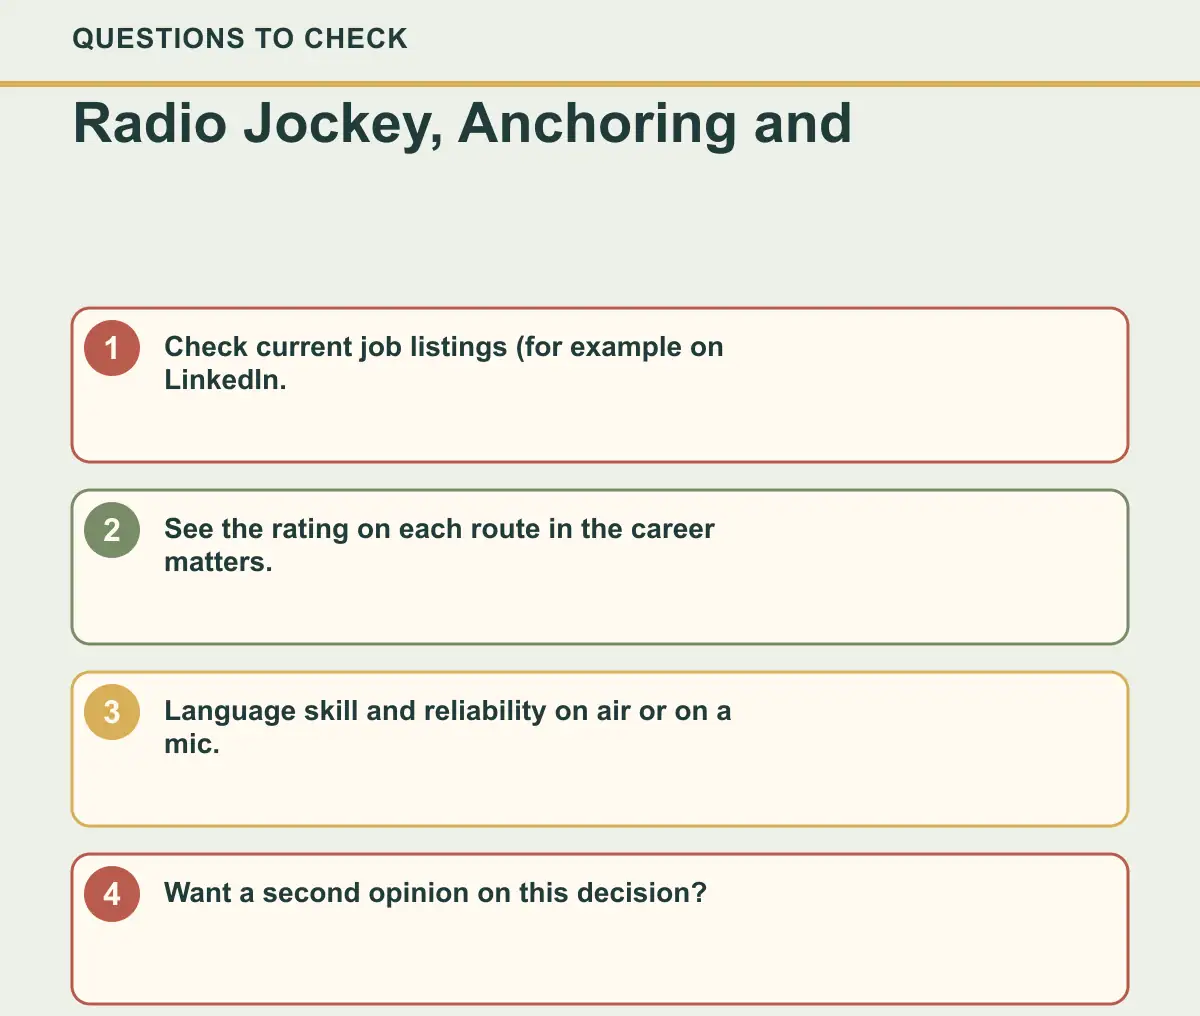 QUESTIONS TO CHECK
Radio Jockey, Anchoring and
1
Check current job listings (for example on
LinkedIn.
2
See the rating on each route in the career
matters.
3
Language skill and reliability on air or on a
mic.
4
Want a second opinion on this decision?